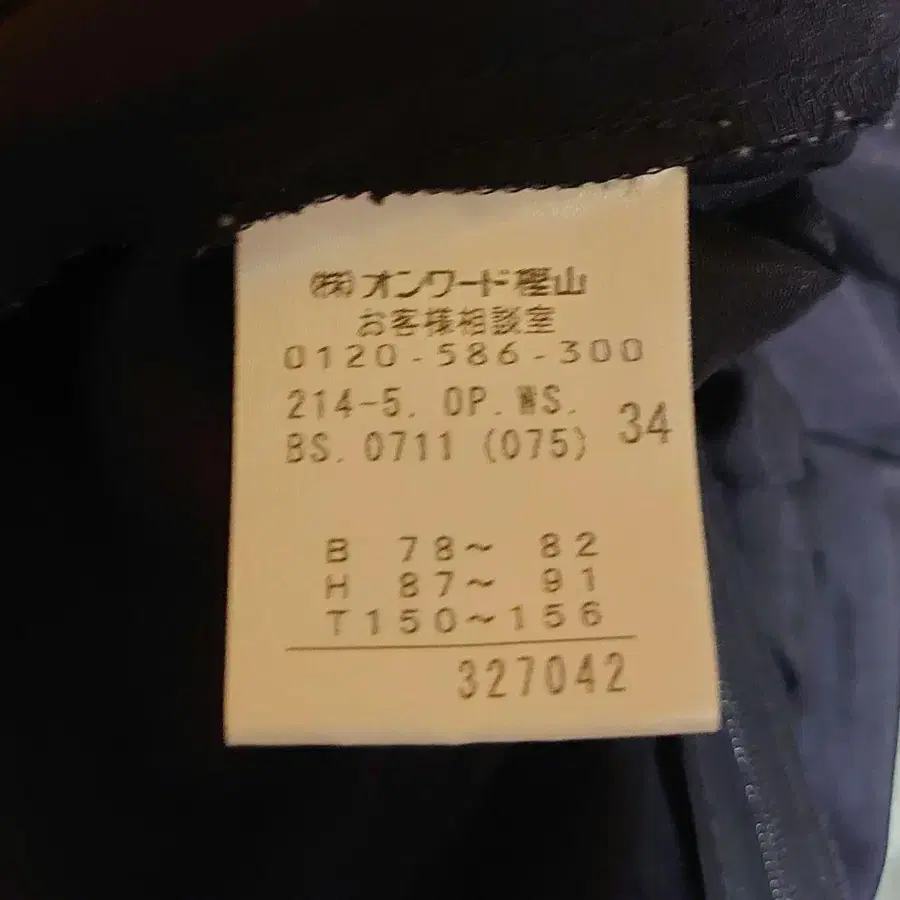 ㈱オンワード樫山
お客様相談室
0120-586-300
214-5. OP.WS.
BS. 0711 (075) 34
B 78～ 82
H 87～ 91
T150～156
327042